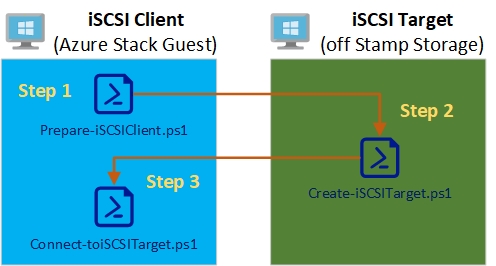 iSCSI Client
(Azure Stack Guest)
iSCSI Target
(off Stamp Storage)
Step 1
Prepare-iSCSIClient.ps1
Step 2
Create-iSCSITarget.ps1
Step 3
Connect-toiSCSITarget.ps1